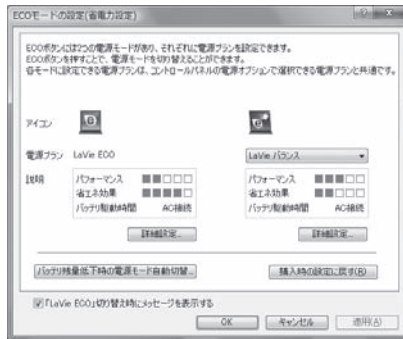 ECOモードの設定(省電力設定)
ECOボタンには2つの電源モードがあり、それぞれに電源プランを設定できます。
ECOボタンを押すことで、電源モードを切り替えることができます。
各モードに設定できる電源プランは、コントロールパネルの電源オプションで選択できる電源プランと共通です。
アイコン
電源プラン LaVie ECO LaVie バランス
説明 パフォーマンス パフォーマンス
省エネ効果 省エネ効果
バッテリ駆動時間 AC接続 バッテリ駆動時間 AC接続
詳細設定... 詳細設定...
バッテリ残量低下時の電源モード自動切替... 購入時の設定に戻す(R)
「LaVie ECO」切り替え時にメッセージを表示する
OK キャンセル 適用(A)